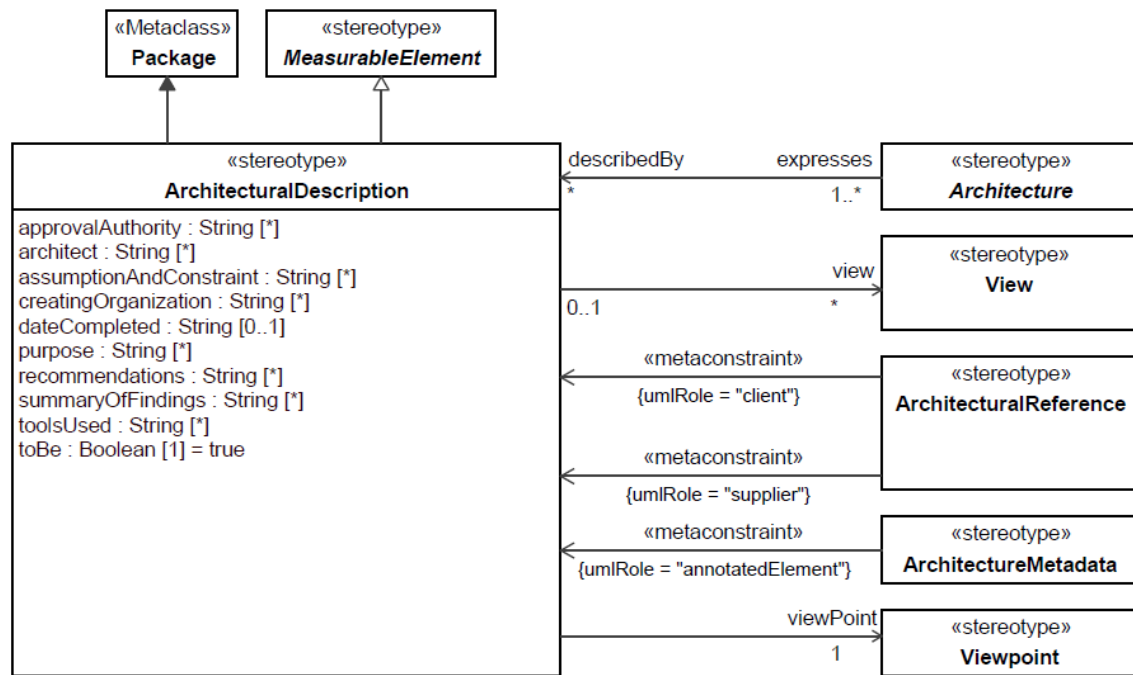 «Metaclass»
Package
«stereotype»
MeasurableElement
«stereotype»
ArchitecturalDescription
approvalAuthority : String [*]
architect : String [*]
assumptionAndConstraint : String [*]
creatingOrganization : String [*]
dateCompleted : String [0..1]
purpose : String [*]
recommendations : String [*]
summaryOfFindings : String [*]
toolsUsed : String [*]
toBe : Boolean [1] = true
describedBy expresses
* 1..*
«stereotype»
Architecture
view
0..1 *
«stereotype»
View
«metaconstraint»
{umlRole = "client"}
«stereotype»
ArchitecturalReference
«metaconstraint»
{umlRole = "supplier"}
«metaconstraint»
{umlRole = "annotatedElement"}
«stereotype»
ArchitectureMetadata
viewPoint
1
«stereotype»
Viewpoint